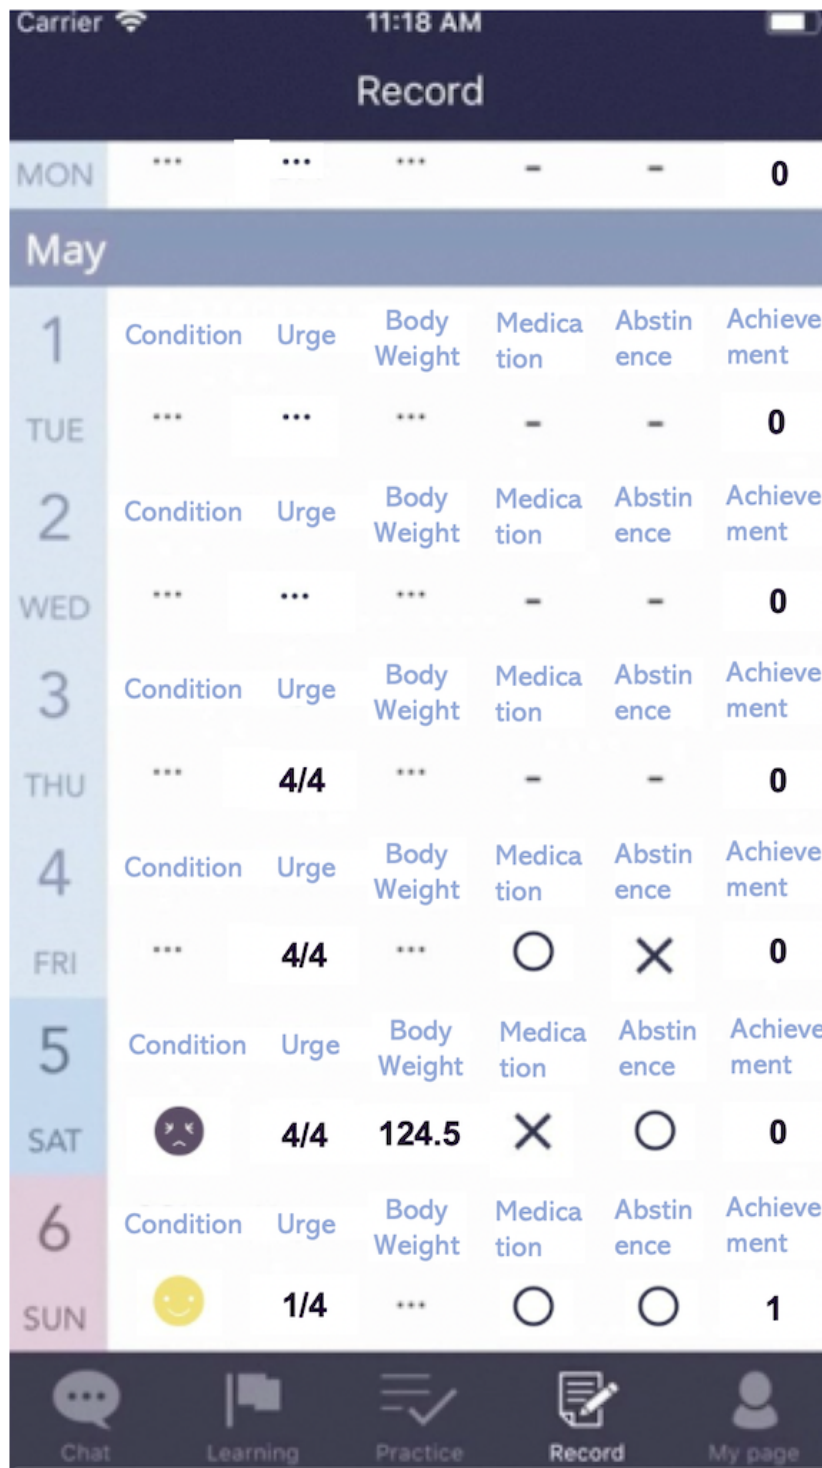 Carrier 11:18 AM
Record
MON ... ... ... - - 0
May
1 Condition Urge Body Weight Medica tion Abstin ence Achieve ment
TUE ... ... ... - - 0
2 Condition Urge Body Weight Medica tion Abstin ence Achieve ment
WED ... ... ... - - 0
3 Condition Urge Body Weight Medica tion Abstin ence Achieve ment
THU ... 4/4 ... - - 0
4 Condition Urge Body Weight Medica tion Abstin ence Achieve ment
FRI ... 4/4 ... ○ × 0
5 Condition Urge Body Weight Medica tion Abstin ence Achieve ment
SAT 4/4 124.5 × ○ 0
6 Condition Urge Body Weight Medica tion Abstin ence Achieve ment
SUN 1/4 ... ○ ○ 1
Chat Learning Practice Record My page